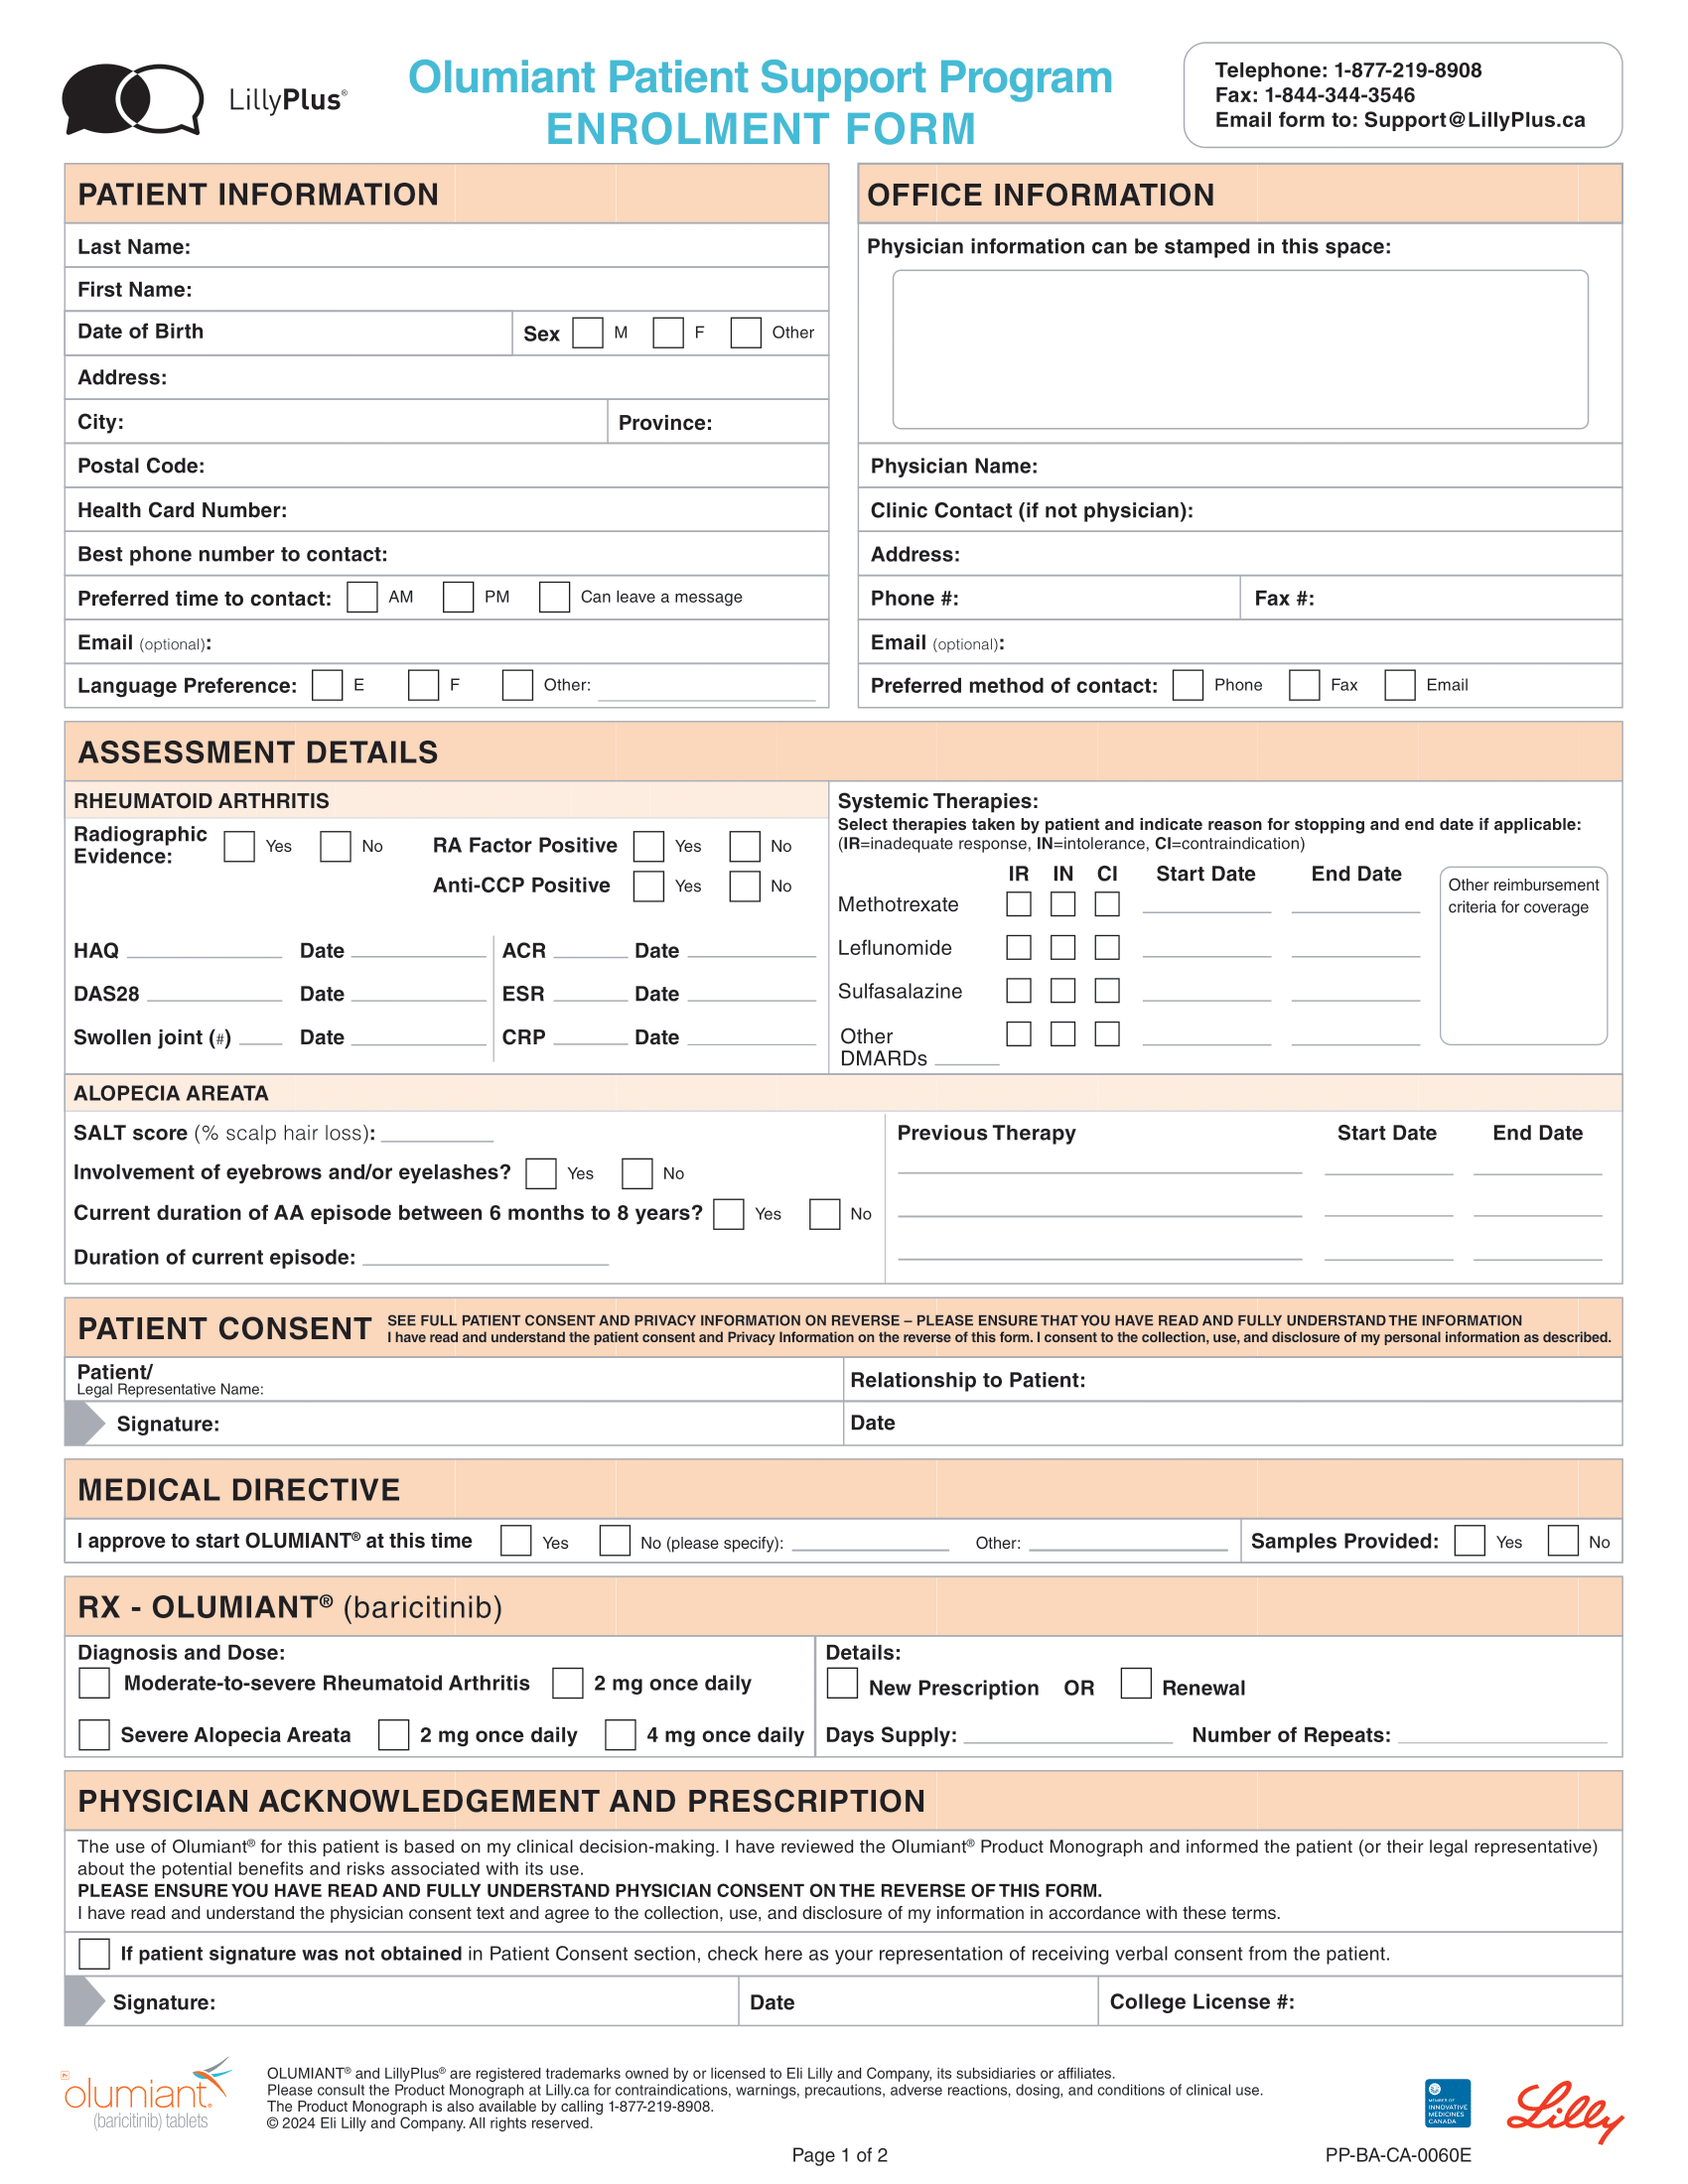 LillyPlus®
Olumiant Patient Support Program
ENROLMENT FORM
Telephone: 1-877-219-8908
Fax: 1-844-344-3546
Email form to: Support@LillyPlus.ca
PATIENT INFORMATION
Last Name:
First Name:
Date of Birth Sex M F Other
Address:
City: Province:
Postal Code:
Health Card Number:
Best phone number to contact:
Preferred time to contact: AM PM Can leave a message
Email (optional):
Language Preference: E F Other:
OFFICE INFORMATION
Physician information can be stamped in this space:
Physician Name:
Clinic Contact (if not physician):
Address:
Phone #: Fax #:
Email (optional):
Preferred method of contact: Phone Fax Email
ASSESSMENT DETAILS
RHEUMATOID ARTHRITIS
Radiographic
Evidence: Yes No RA Factor Positive Yes No
Anti-CCP Positive Yes No
HAQ Date ACR Date
DAS28 Date ESR Date
Swollen joint (#) Date CRP Date
Systemic Therapies:
Select therapies taken by patient and indicate reason for stopping and end date if applicable:
(IR=inadequate response, IN=intolerance, CI=contraindication)
IR IN CI Start Date End Date
Methotrexate
Leflunomide
Sulfasalazine
Other
DMARDs
Other reimbursement
criteria for coverage
ALOPECIA AREATA
SALT score (% scalp hair loss):
Involvement of eyebrows and/or eyelashes? Yes No
Current duration of AA episode between 6 months to 8 years? Yes No
Duration of current episode:
Previous Therapy Start Date End Date
PATIENT CONSENT
SEE FULL PATIENT CONSENT AND PRIVACY INFORMATION ON REVERSE – PLEASE ENSURE THAT YOU HAVE READ AND FULLY UNDERSTAND THE INFORMATION
I have read and understand the patient consent and Privacy Information on the reverse of this form. I consent to the collection, use, and disclosure of my personal information as described.
Patient/
Legal Representative Name:
Relationship to Patient:
Signature: Date
MEDICAL DIRECTIVE
I approve to start OLUMIANT® at this time Yes No (please specify): Other: Samples Provided: Yes No
RX - OLUMIANT® (baricitinib)
Diagnosis and Dose:
Moderate-to-severe Rheumatoid Arthritis 2 mg once daily
Severe Alopecia Areata 2 mg once daily 4 mg once daily
Details:
New Prescription OR Renewal
Days Supply: Number of Repeats:
PHYSICIAN ACKNOWLEDGEMENT AND PRESCRIPTION
The use of Olumiant® for this patient is based on my clinical decision-making. I have reviewed the Olumiant® Product Monograph and informed the patient (or their legal representative)
about the potential benefits and risks associated with its use.
PLEASE ENSURE YOU HAVE READ AND FULLY UNDERSTAND PHYSICIAN CONSENT ON THE REVERSE OF THIS FORM.
I have read and understand the physician consent text and agree to the collection, use, and disclosure of my information in accordance with these terms.
If patient signature was not obtained in Patient Consent section, check here as your representation of receiving verbal consent from the patient.
Signature: Date College License #:
olumiant®
(baricitinib) tablets
OLUMIANT® and LillyPlus® are registered trademarks owned by or licensed to Eli Lilly and Company, its subsidiaries or affiliates.
Please consult the Product Monograph at Lilly.ca for contraindications, warnings, precautions, adverse reactions, dosing, and conditions of clinical use.
The Product Monograph is also available by calling 1-877-219-8908.
© 2024 Eli Lilly and Company. All rights reserved.
MEMBER OF
INNOVATIVE
MEDICINES
CANADA
Lilly
Page 1 of 2
PP-BA-CA-0060E